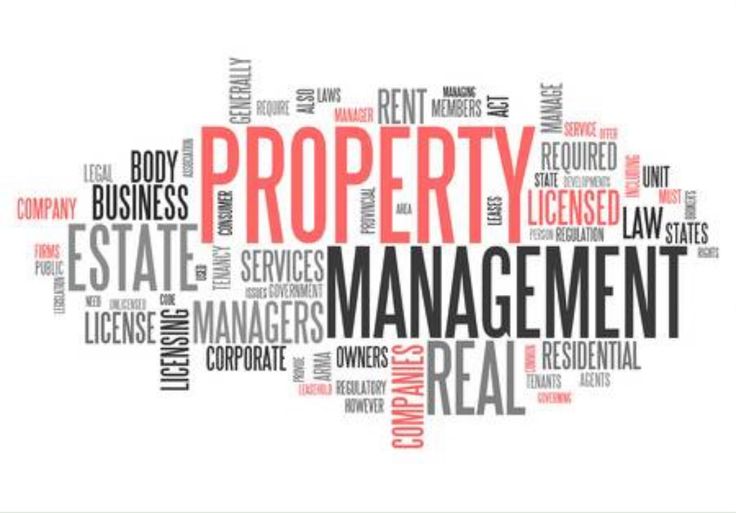 GENERALLY
REQUIRE
ALSO
LAWS
MANAGER
RENT
MANAGING
MEMBERS
ACT
MANAGE
SERVICE
OFFER
ASSOCIATION
LEGAL
BODY
PROPERTY
REQUIRED
INCLUDING
UNIT
STATE
DEVELOPMENTS
COMPANY
BUSINESS
CONSUMER
PROVINCIAL
AREA
LEASES
LICENSED
MUST
BROKER'S
LAW
STATES
PERSON
REGULATION
RIGHTS
FIRMS
PUBLIC
ESTATE
USED
TENANCY
SERVICES
MANAGEMENT
LEGISLATION
NEED
UNLICENSED
CODE
ISSUES
GOVERNMENT
LICENSE
LICENSING
MANAGERS
CORPORATE
PROVIDE
ARMA
OWNERS
COMPANIES
REAL
COMMON
RESIDENTIAL
LEASEHOLD
REGULATORY
TENANTS
AGENTS
HOWEVER
GOVERNING